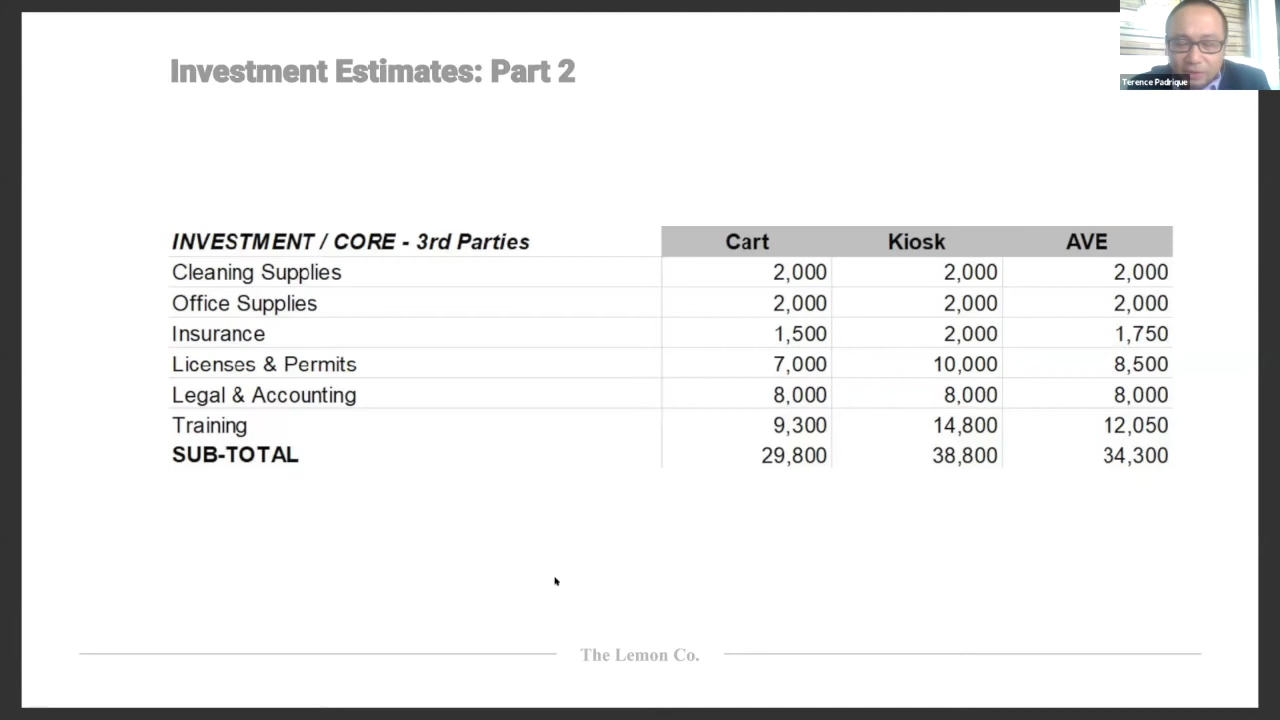 Investment Estimates: Part 2
Terence Padrique
INVESTMENT / CORE - 3rd Parties Cart Kiosk AVE
Cleaning Supplies 2,000 2,000 2,000
Office Supplies 2,000 2,000 2,000
Insurance 1,500 2,000 1,750
Licenses & Permits 7,000 10,000 8,500
Legal & Accounting 8,000 8,000 8,000
Training 9,300 14,800 12,050
SUB-TOTAL 29,800 38,800 34,300
The Lemon Co.